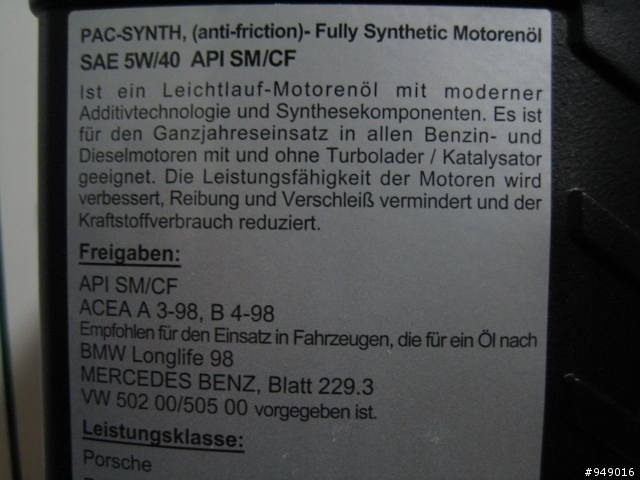 PAC-SYNTH, (anti-friction)- Fully Synthetic Motorenöl
SAE 5W/40 API SM/CF
Ist ein Leichtlauf-Motorenöl mit moderner
Additivtechnologie und Synthesekomponenten. Es ist
für den Ganzjahreseinsatz in allen Benzin- und
Dieselmotoren mit und ohne Turbolader / Katalysator
geeignet. Die Leistungsfähigkeit der Motoren wird
verbessert, Reibung und Verschleiß vermindert und der
Kraftstoffverbrauch reduziert.
Freigaben:
API SM/CF
ACEA A 3-98, B 4-98
Empfohlen für den Einsatz in Fahrzeugen, die für ein Öl nach
BMW Longlife 98
MERCEDES BENZ, Blatt 229.3
VW 502 00/505 00 vorgegeben ist.
Leistungsklasse:
Porsche
#949016